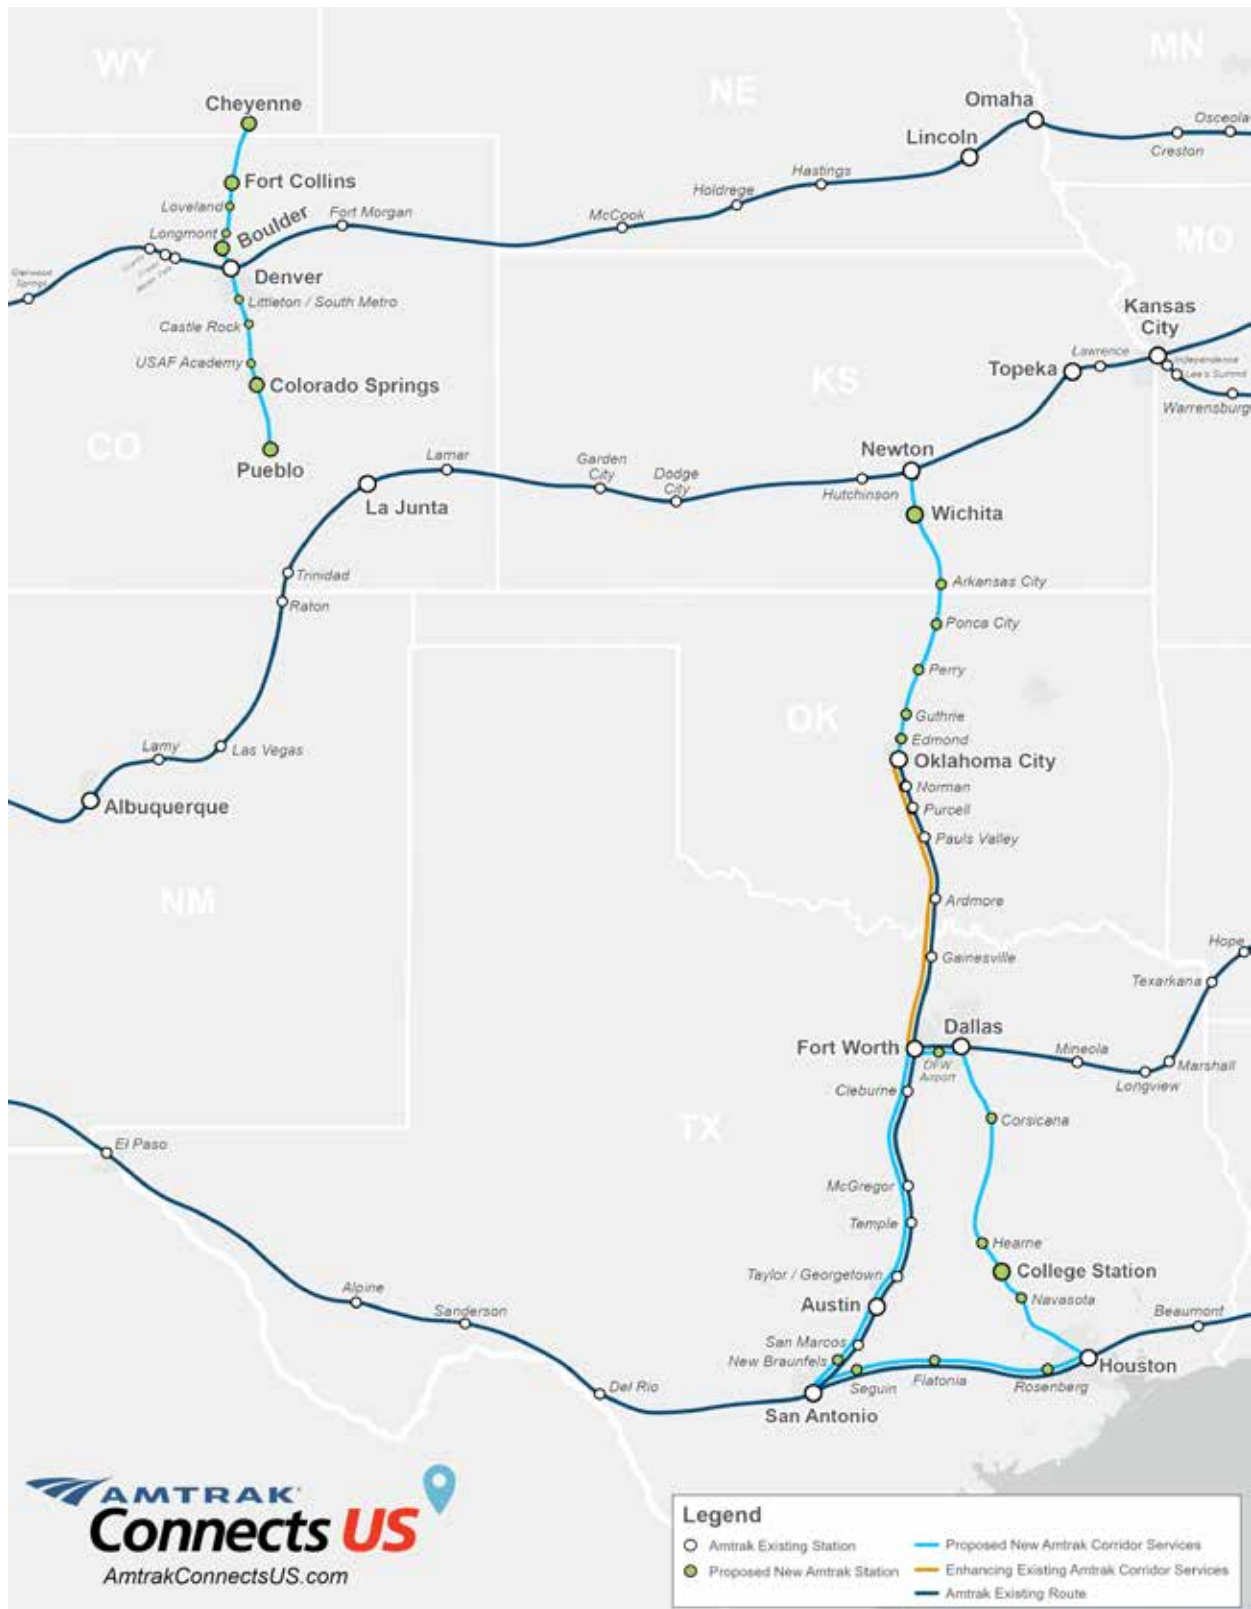 WY
NE
MN
Cheyenne
Omaha
Osceola
Lincoln
Creston
Fort Collins
Hastings
Loveland
Holdrege
Longmont
Boulder
Fort Morgan
McCook
MO
Glenwood
Springs
Denver
Littleton / South Metro
Kansas
City
Castle Rock
USAF Academy
Colorado Springs
KS
Topeka
Lawrence
Independence
Lee's Summit
Warrensburg
CO
Pueblo
Lamar
La Junta
Garden
City
Dodge
City
Newton
Hutchinson
Wichita
Trinidad
Raton
Arkansas City
Ponca City
Perry
OK
Guthrie
Edmond
Oklahoma City
Lamy
Las Vegas
Albuquerque
Norman
Purcell
Pauls Valley
NM
Ardmore
Gainesville
Hope
Texarkana
Fort Worth
Dallas
DFW
Airport
Mineola
Longview
Marshall
Cleburne
Corsicana
TX
El Paso
McGregor
Temple
Hearne
Taylor / Georgetown
College Station
Navasota
Alpine
Sanderson
Austin
Beaumont
San Marcos
New Braunfels
Houston
Seguin
Flatonia
Rosenberg
Del Rio
San Antonio
AMTRAK
Connects US
AmtrakConnectsUS.com
Legend
Amtrak Existing Station
Proposed New Amtrak Station
Proposed New Amtrak Corridor Services
Enhancing Existing Amtrak Corridor Services
Amtrak Existing Route